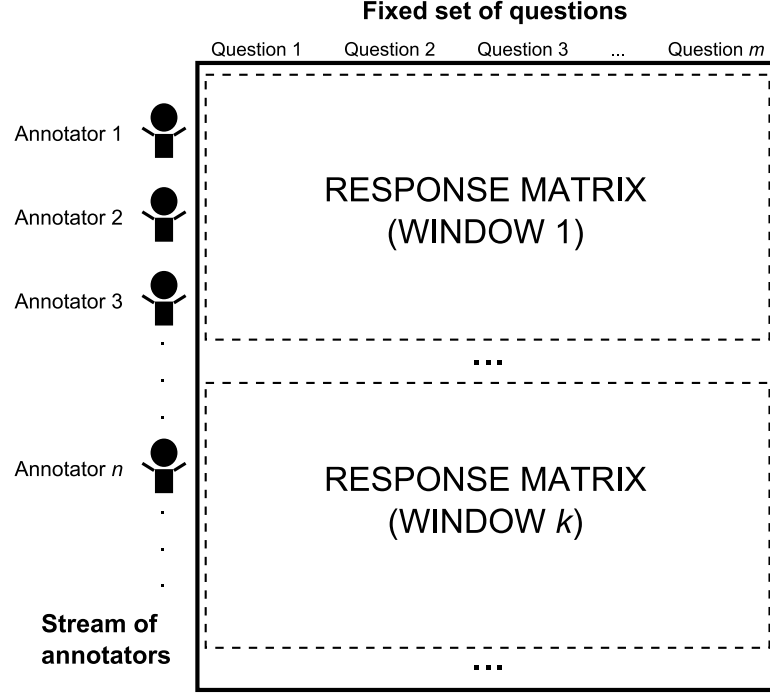 Fixed set of questions
Question 1 Question 2 Question 3 ... Question m
Annotator 1
Annotator 2
Annotator 3
RESPONSE MATRIX
(WINDOW 1)
...
Annotator n
RESPONSE MATRIX
(WINDOW k)
Stream of
annotators
...